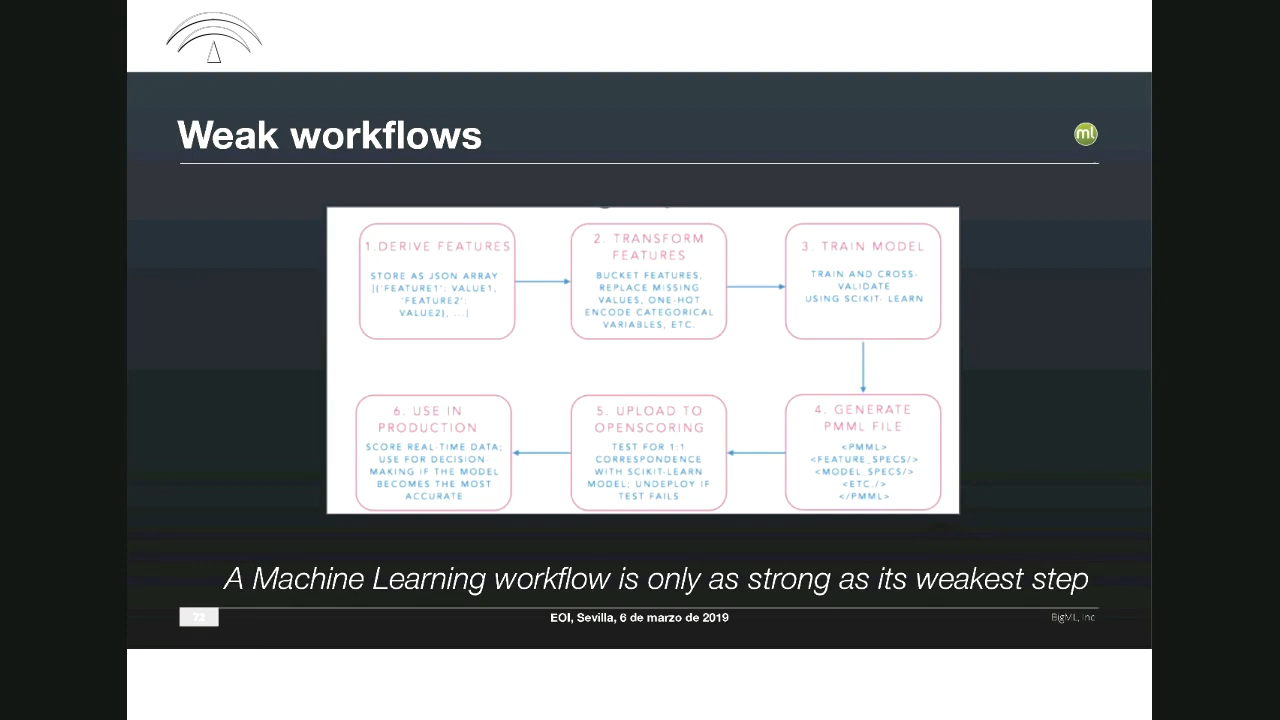 Weak workflows
ml
1.DERIVE FEATURES
STORE AS JSON ARRAY
[{'FEATURE1': VALUE1,
'FEATURE2':
VALUE2}, ...]
2. TRANSFORM
FEATURES
BUCKET FEATURES,
REPLACE MISSING
VALUES, ONE-HOT
ENCODE CATEGORICAL
VARIABLES, ETC.
3. TRAIN MODEL
TRAIN AND CROSS-
VALIDATE
USING SCIKIT- LEARN
4. GENERATE
PMML FILE
<PMML>
<FEATURE_SPECS/>
<MODEL_SPECS/>
<ETC./>
</PMML>
5. UPLOAD TO
OPENSCORING
TEST FOR 1:1
CORRESPONDENCE
WITH SCIKIT-LEARN
MODEL; UNDEPLOY IF
TEST FAILS
6. USE IN
PRODUCTION
SCORE REAL-TIME DATA;
USE FOR DECISION-
MAKING IF THE MODEL
BECOMES THE MOST
ACCURATE
A Machine Learning workflow is only as strong as its weakest step
72
EOI, Sevilla, 6 de marzo de 2019
BigML, Inc